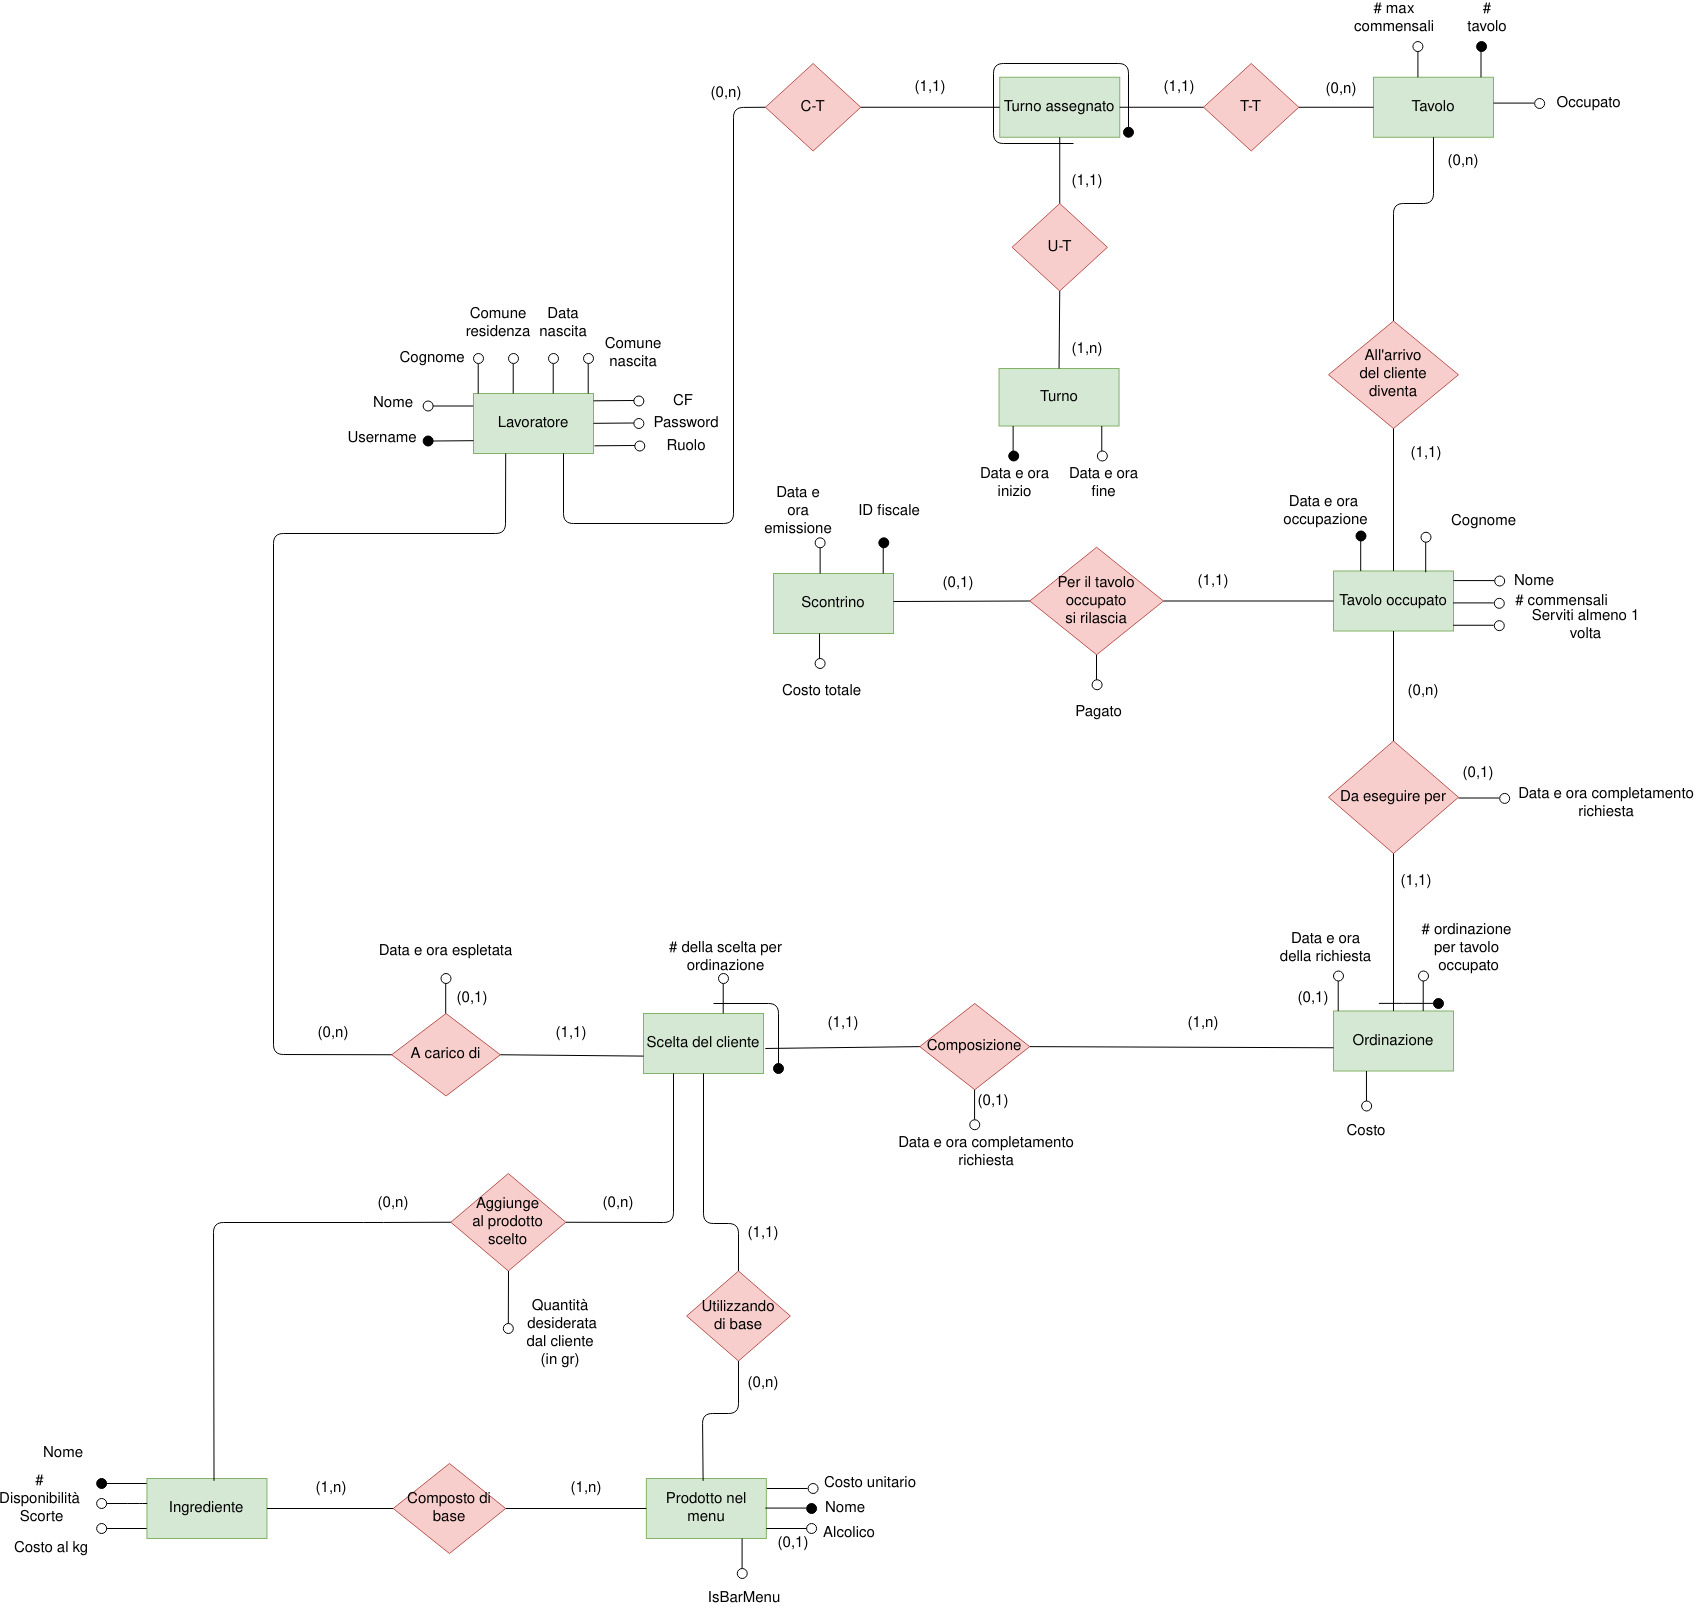 # max
commensali
#
tavolo
(0,n)
C-T
(1,1)
Turno assegnato
(1,1)
T-T
(0,n)
Tavolo
Occupato
(0,n)
(1,1)
U-T
(1,n)
Turno
Data e ora
inizio
Data e ora
fine
Comune
residenza
Data
nascita
Comune
nascita
Cognome
Nome
Username
Lavoratore
CF
Password
Ruolo
All'arrivo
del cliente
diventa
(1,1)
Data e
ora
emissione
ID fiscale
Scontrino
(0,1)
Costo totale
Per il tavolo
occupato
si rilascia
Pagato
(1,1)
Data e ora
occupazione
Cognome
Tavolo occupato
Nome
# commensali
Serviti almeno 1
volta
(0,n)
Da eseguire per
(0,1)
Data e ora completamento
richiesta
(1,1)
Data e ora espletata
(0,1)
(0,n)
A carico di
(1,1)
# della scelta per
ordinazione
Scelta del cliente
(1,1)
Composizione
(0,1)
Data e ora completamento
richiesta
(1,n)
Data e ora
della richiesta
(0,1)
# ordinazione
per tavolo
occupato
Ordinazione
Costo
(0,n)
Aggiunge
al prodotto
scelto
(0,n)
Quantità
desiderata
dal cliente
(in gr)
(1,1)
Utilizzando
di base
(0,n)
Nome
#
Disponibilità
Scorte
Costo al kg
Ingrediente
(1,n)
Composto di
base
(1,n)
Prodotto nel
menu
Costo unitario
Nome
Alcolico
(0,1)
IsBarMenu